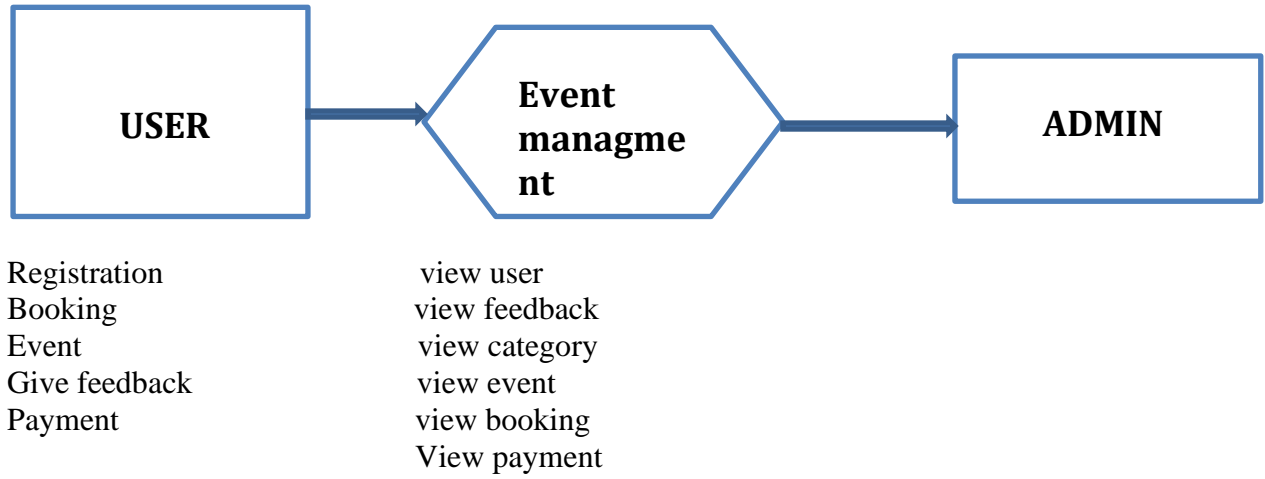 USER
Event
managme
nt
ADMIN
Registration view user
Booking view feedback
Event view category
Give feedback view event
Payment view booking
View payment